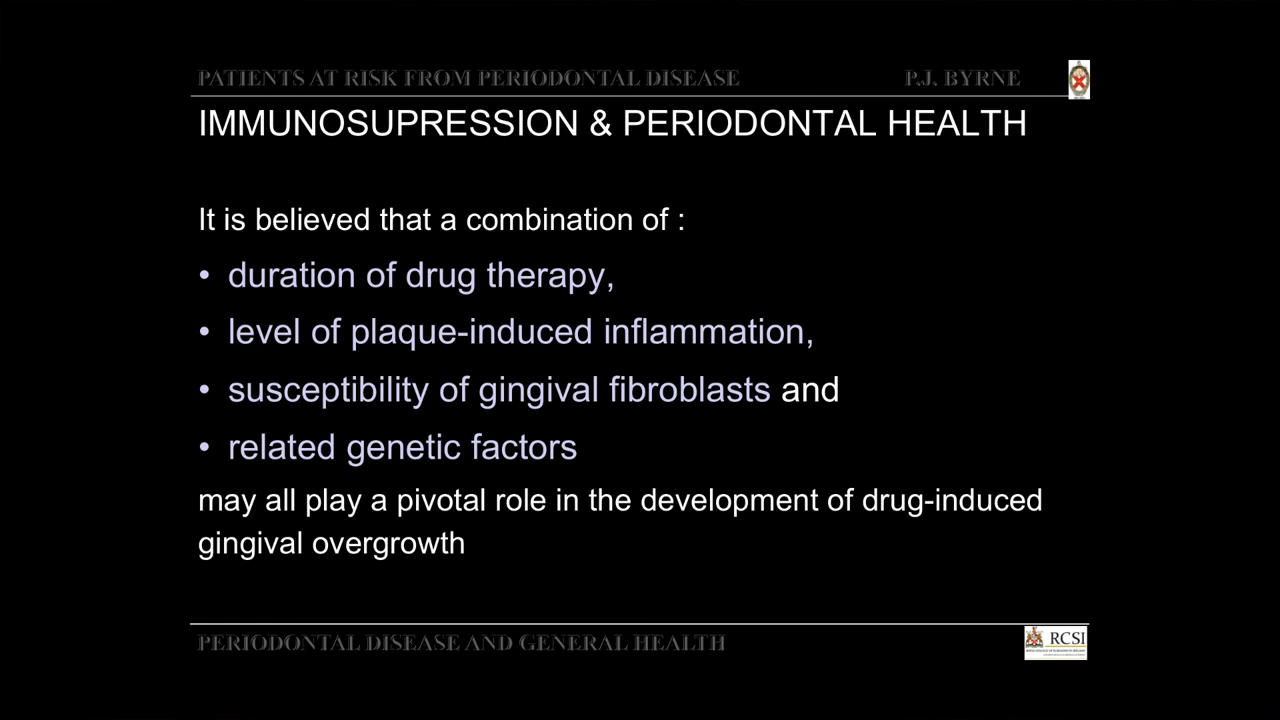 PATIENTS AT RISK FROM PERIODONTAL DISEASE P.J. BYRNE
IMMUNOSUPRESSION & PERIODONTAL HEALTH
It is believed that a combination of :
• duration of drug therapy,
• level of plaque-induced inflammation,
• susceptibility of gingival fibroblasts and
• related genetic factors
may all play a pivotal role in the development of drug-induced
gingival overgrowth
PERIODONTAL DISEASE AND GENERAL HEALTH
RCSI